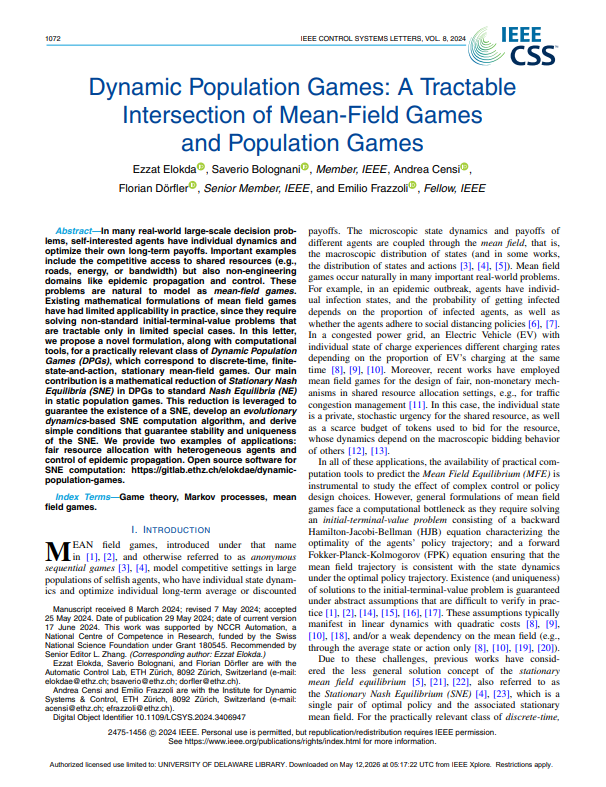 1072
IEEE CONTROL SYSTEMS LETTERS, VOL. 8, 2024
IEEE
CSS
Dynamic Population Games: A Tractable
Intersection of Mean-Field Games
and Population Games
Ezzat Elokda, Saverio Bolognani, Member, IEEE, Andrea Censi,
Florian Dörfler, Senior Member, IEEE, and Emilio Frazzoli, Fellow, IEEE
Abstract—In many real-world large-scale decision prob-
lems, self-interested agents have individual dynamics and
optimize their own long-term payoffs. Important examples
include the competitive access to shared resources (e.g.,
roads, energy, or bandwidth) but also non-engineering
domains like epidemic propagation and control. These
problems are natural to model as mean-field games.
Existing mathematical formulations of mean field games
have had limited applicability in practice, since they require
solving non-standard initial-terminal-value problems that
are tractable only in limited special cases. In this letter,
we propose a novel formulation, along with computational
tools, for a practically relevant class of Dynamic Population
Games (DPGs), which correspond to discrete-time, finite-
state-and-action, stationary mean-field games. Our main
contribution is a mathematical reduction of Stationary Nash
Equilibria (SNE) in DPGs to standard Nash Equilibria (NE)
in static population games. This reduction is leveraged to
guarantee the existence of a SNE, develop an evolutionary
dynamics-based SNE computation algorithm, and derive
simple conditions that guarantee stability and uniqueness
of the SNE. We provide two examples of applications:
fair resource allocation with heterogeneous agents and
control of epidemic propagation. Open source software for
SNE computation: https://gitlab.ethz.ch/elokdae/dynamic-
population-games.
Index Terms—Game theory, Markov processes, mean
field games.
I. INTRODUCTION
MEAN field games, introduced under that name
in [1], [2], and otherwise referred to as anonymous
sequential games [3], [4], model competitive settings in large
populations of selfish agents, who have individual state dynam-
ics and optimize individual long-term average or discounted
Manuscript received 8 March 2024; revised 7 May 2024; accepted
25 May 2024. Date of publication 29 May 2024; date of current version
17 June 2024. This work was supported by NCCR Automation, a
National Centre of Competence in Research, funded by the Swiss
National Science Foundation under Grant 180545. Recommended by
Senior Editor L. Zhang. (Corresponding author: Ezzat Elokda.)
Ezzat Elokda, Saverio Bolognani, and Florian Dörfler are with the
Automatic Control Lab, ETH Zürich, 8092 Zürich, Switzerland (e-mail:
elokdae@ethz.ch; bsaverio@ethz.ch; dorfler@ethz.ch).
Andrea Censi and Emilio Frazzoli are with the Institute for Dynamic
Systems & Control, ETH Zürich, 8092 Zürich, Switzerland (e-mail:
acensi@ethz.ch; efrazzoli@ethz.ch).
Digital Object Identifier 10.1109/LCSYS.2024.3406947
payoffs. The microscopic state dynamics and payoffs of
different agents are coupled through the mean field, that is,
the macroscopic distribution of states (and in some works,
the distribution of states and actions [3], [4], [5]). Mean field
games occur naturally in many important real-world problems.
For example, in an epidemic outbreak, agents have individ-
ual infection states, and the probability of getting infected
depends on the proportion of infected agents, as well as
whether the agents adhere to social distancing policies [6], [7].
In a congested power grid, an Electric Vehicle (EV) with
individual state of charge experiences different charging rates
depending on the proportion of EV's charging at the same
time [8], [9], [10]. Moreover, recent works have employed
mean field games for the design of fair, non-monetary mech-
anisms in shared resource allocation settings, e.g., for traffic
congestion management [11]. In this case, the individual state
is a private, stochastic urgency for the shared resource, as well
as a scarce budget of tokens used to bid for the resource,
whose dynamics depend on the macroscopic bidding behavior
of others [12], [13].
In all of these applications, the availability of practical com-
putation tools to predict the Mean Field Equilibrium (MFE) is
instrumental to study the effect of complex control or policy
design choices. However, general formulations of mean field
games face a computational bottleneck as they require solving
an initial-terminal-value problem consisting of a backward
Hamilton-Jacobi-Bellman (HJB) equation characterizing the
optimality of the agents' policy trajectory; and a forward
Fokker-Planck-Kolmogorov (FPK) equation ensuring that the
mean field trajectory is consistent with the state dynamics
under the optimal policy trajectory. Existence (and uniqueness)
of solutions to the initial-terminal-value problem is guaranteed
under abstract assumptions that are difficult to verify in prac-
tice [1], [2], [14], [15], [16], [17]. These assumptions typically
manifest in linear dynamics with quadratic costs [8], [9],
[10], [18], and/or a weak dependency on the mean field (e.g.,
through the average state or action only [8], [10], [19], [20]).
Due to these challenges, previous works have consid-
ered the less general solution concept of the stationary
mean field equilibrium [5], [21], [22], also referred to as
the Stationary Nash Equilibrium (SNE) [4], [23], which is a
single pair of optimal policy and the associated stationary
mean field. For the practically relevant class of discrete-time,
2475-1456 © 2024 IEEE. Personal use is permitted, but republication/redistribution requires IEEE permission.
See https://www.ieee.org/publications/rights/index.html for more information.
Authorized licensed use limited to: UNIVERSITY OF DELAWARE LIBRARY. Downloaded on May 12,2026 at 05:17:22 UTC from IEEE Xplore. Restrictions apply.